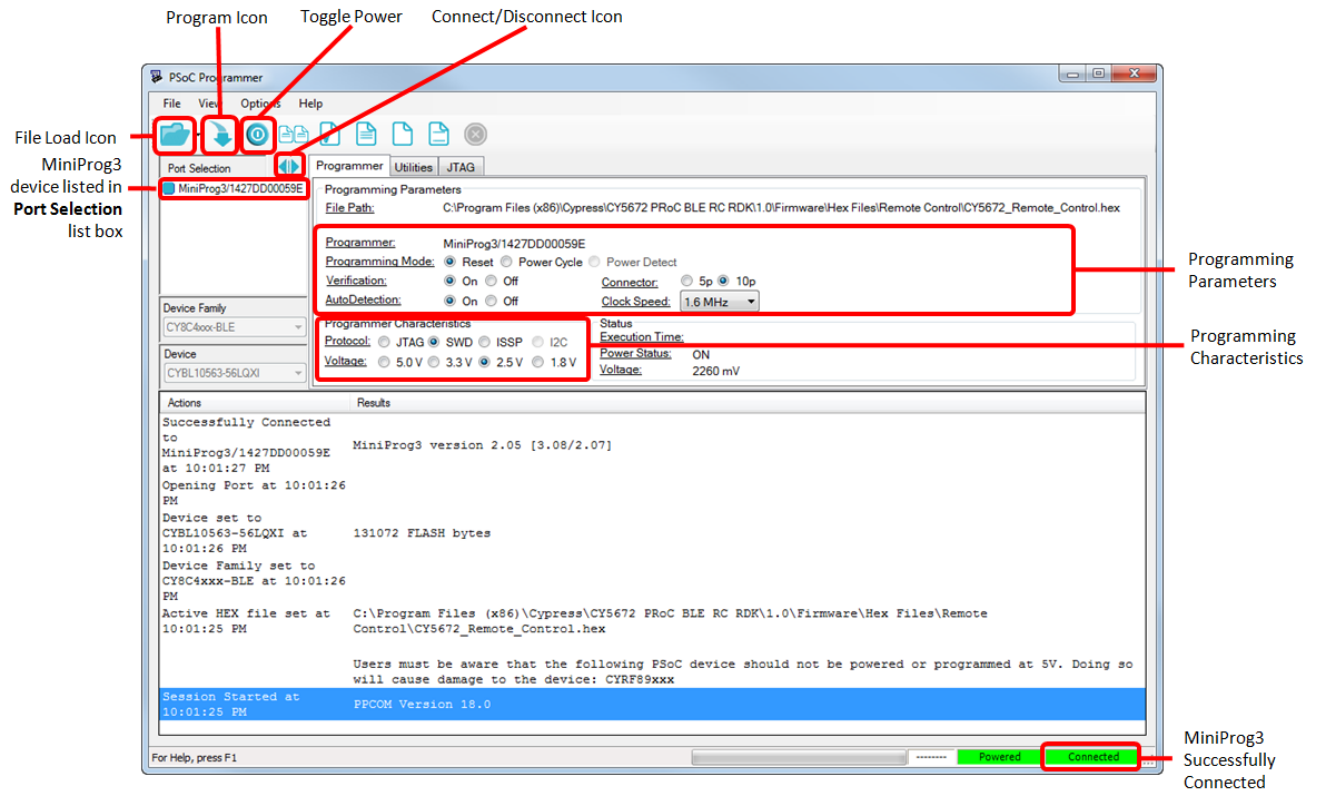 Program Icon
Toggle Power
Connect/Disconnect Icon
PSoC Programmer
File View Options Help
File Load Icon
MiniProg3
device listed in
Port Selection
list box
Port Selection
MiniProg3/1427DD00059E
Programmer Utilities JTAG
Programming Parameters
File Path: C:\Program Files (x86)\Cypress\CY5672 PRoC BLE RC RDK\1.0\Firmware\Hex Files\Remote Control\CY5672_Remote_Control.hex
Programmer: MiniProg3/1427DD00059E
Programming Mode: Reset Power Cycle Power Detect
Verification: On Off Connector: 5p 10p
AutoDetection: On Off Clock Speed: 1.6 MHz
Programming
Parameters
Device Family
CY8C4xxx-BLE
Device
CYBL10563-56LQXI
Programmer Characteristics
Protocol: JTAG SWD ISSP I2C
Voltage: 5.0 V 3.3 V 2.5 V 1.8 V
Status
Execution Time:
Power Status: ON
Voltage: 2260 mV
Programming
Characteristics
Actions Results
Successfully Connected
to
MiniProg3/1427DD00059E
at 10:01:27 PM
MiniProg3 version 2.05 [3.08/2.07]
Opening Port at 10:01:26
PM
Device set to
CYBL10563-56LQXI at
10:01:26 PM
131072 FLASH bytes
Device Family set to
CY8C4xxx-BLE at 10:01:26
PM
Active HEX file set at
10:01:25 PM
C:\Program Files (x86)\Cypress\CY5672 PRoC BLE RC RDK\1.0\Firmware\Hex Files\Remote
Control\CY5672_Remote_Control.hex
Users must be aware that the following PSoC device should not be powered or programmed at 5V. Doing so
will cause damage to the device: CYRF89xxx
Session Started at
10:01:25 PM
PPCOM Version 18.0
For Help, press F1
--------
Powered
Connected
MiniProg3
Successfully
Connected